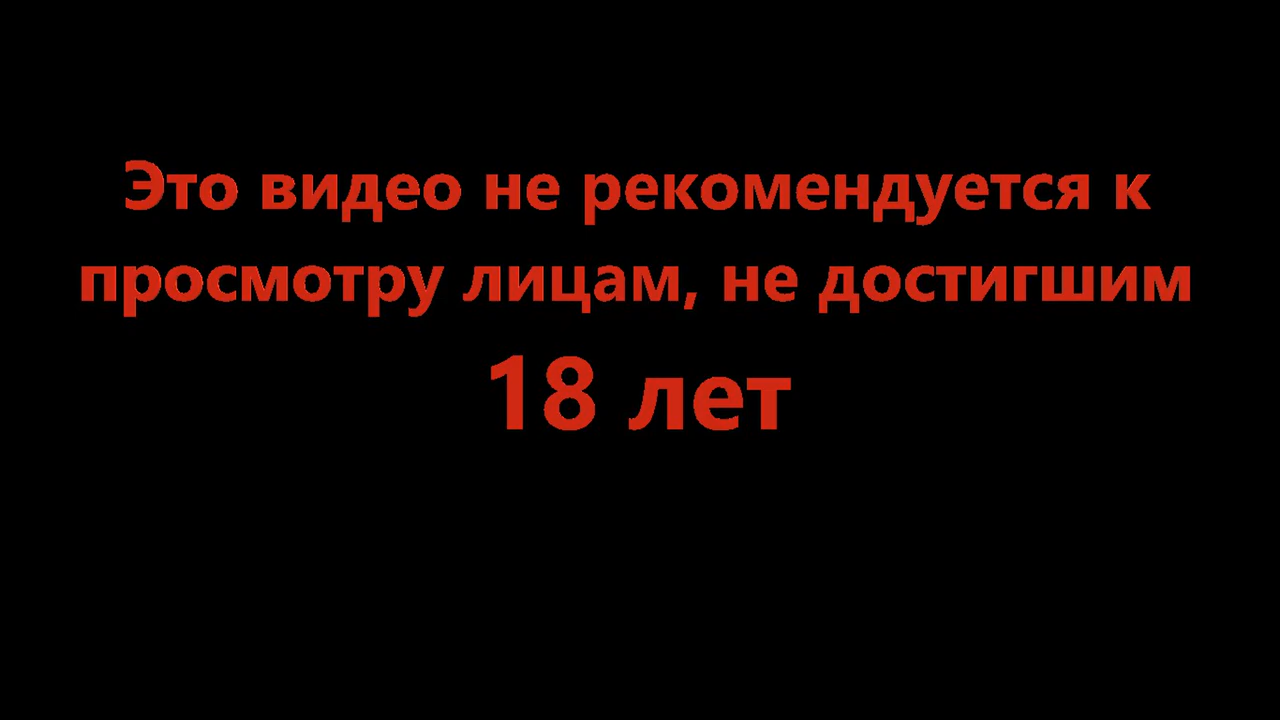 Это видео не рекомендуется к
просмотру лицам, не достигшим
18 лет